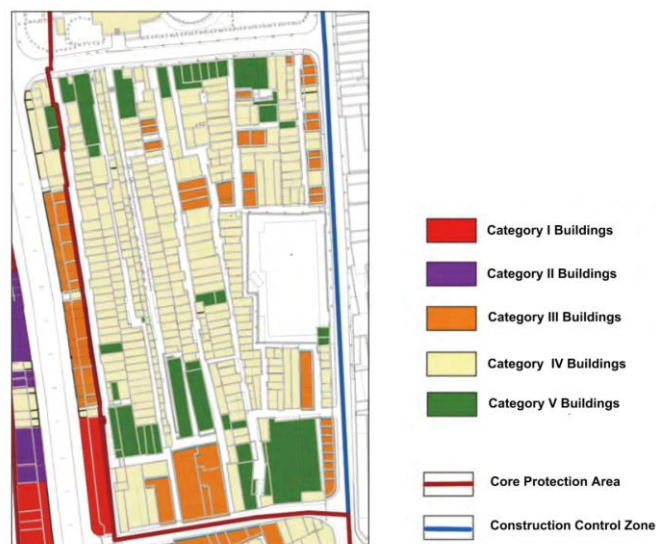 Category I Buildings
Category II Buildings
Category III Buildings
Category IV Buildings
Category V Buildings
Core Protection Area
Construction Control Zone